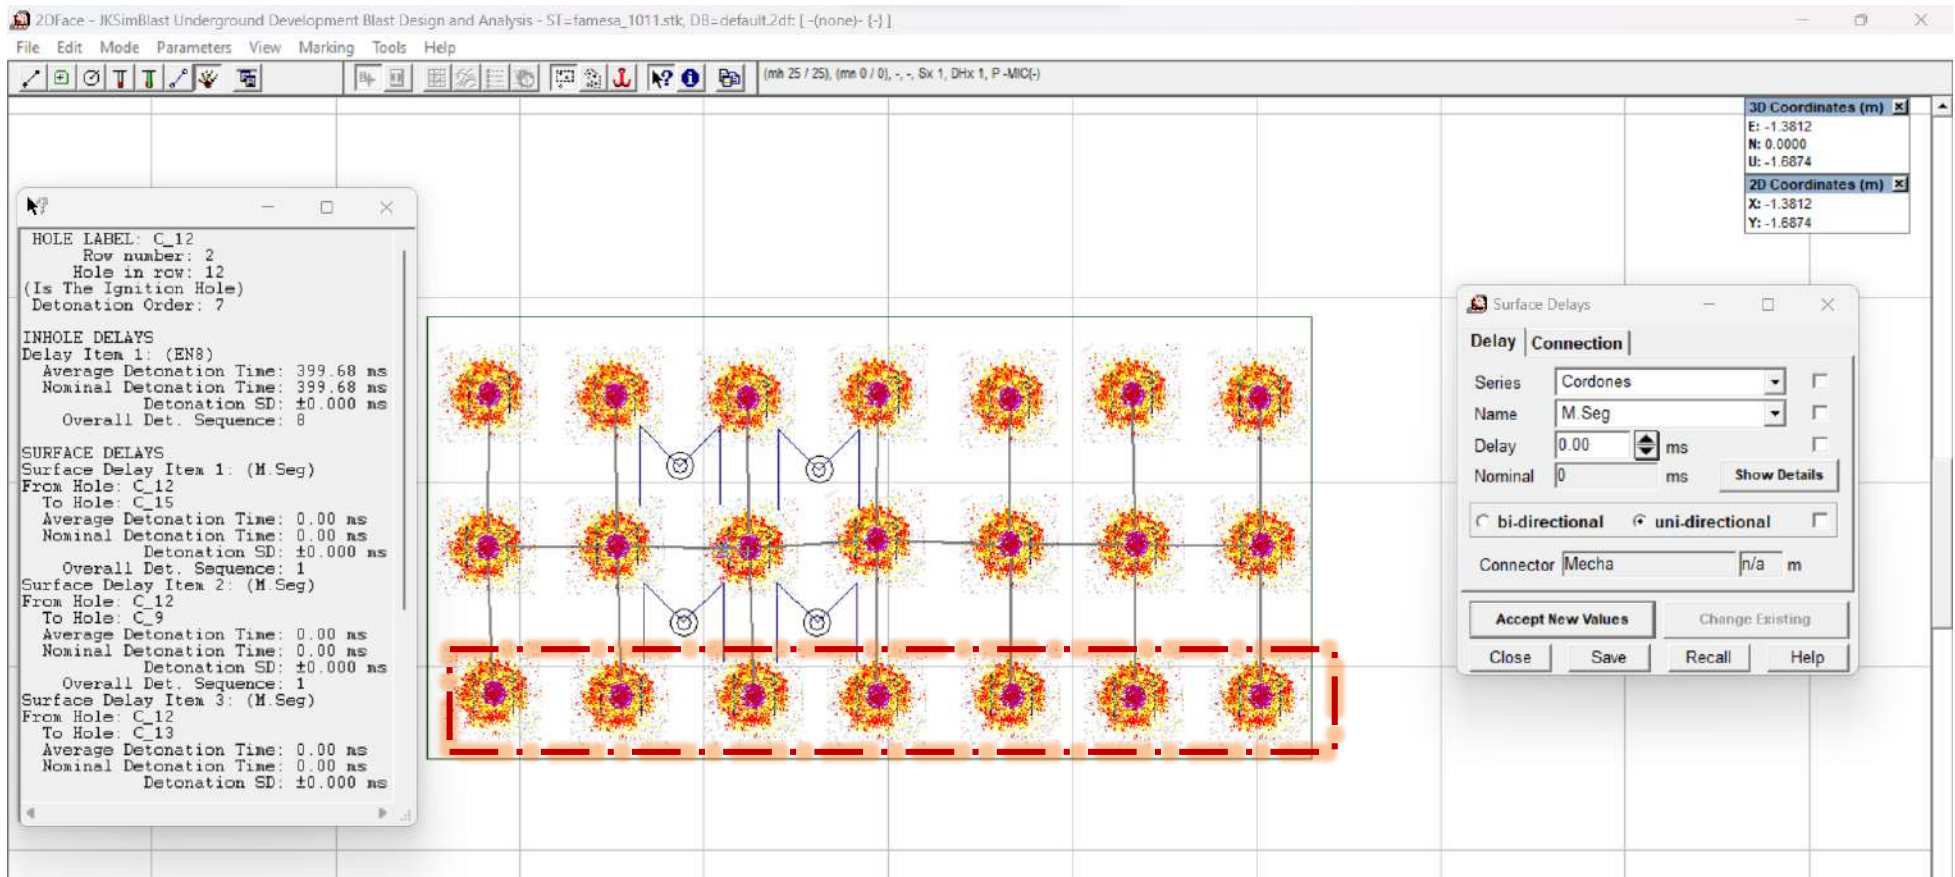 2DFace - JKSimBlast Underground Development Blast Design and Analysis - ST=famesa_1011.stk, DB=default.2df: [ -(none)- {-} ]
File Edit Mode Parameters View Marking Tools Help
(mh 25 / 25), (mn 0 / 0), -, -, Sx 1, DHx 1, P -MIC(-)
3D Coordinates (m)
E: -1.3812
N: 0.0000
U: -1.6874
2D Coordinates (m)
X: -1.3812
Y: -1.6874
HOLE LABEL: C_12
Row number: 2
Hole in row: 12
(Is The Ignition Hole)
Detonation Order: 7
INHOLE DELAYS
Delay Item 1: (EN8)
Average Detonation Time: 399.68 ms
Nominal Detonation Time: 399.68 ms
Detonation SD: ±0.000 ms
Overall Det. Sequence: 8
SURFACE DELAYS
Surface Delay Item 1: (M.Seg)
From Hole: C_12
To Hole: C_15
Average Detonation Time: 0.00 ms
Nominal Detonation Time: 0.00 ms
Detonation SD: ±0.000 ms
Overall Det. Sequence: 1
Surface Delay Item 2: (M.Seg)
From Hole: C_12
To Hole: C_9
Average Detonation Time: 0.00 ms
Nominal Detonation Time: 0.00 ms
Detonation SD: ±0.000 ms
Overall Det. Sequence: 1
Surface Delay Item 3: (M.Seg)
From Hole: C_12
To Hole: C_13
Average Detonation Time: 0.00 ms
Nominal Detonation Time: 0.00 ms
Detonation SD: ±0.000 ms
Surface Delays
Delay Connection
Series Cordones
Name M.Seg
Delay 0.00 ms
Nominal 0 ms Show Details
bi-directional uni-directional
Connector Mecha n/a m
Accept New Values Change Existing
Close Save Recall Help